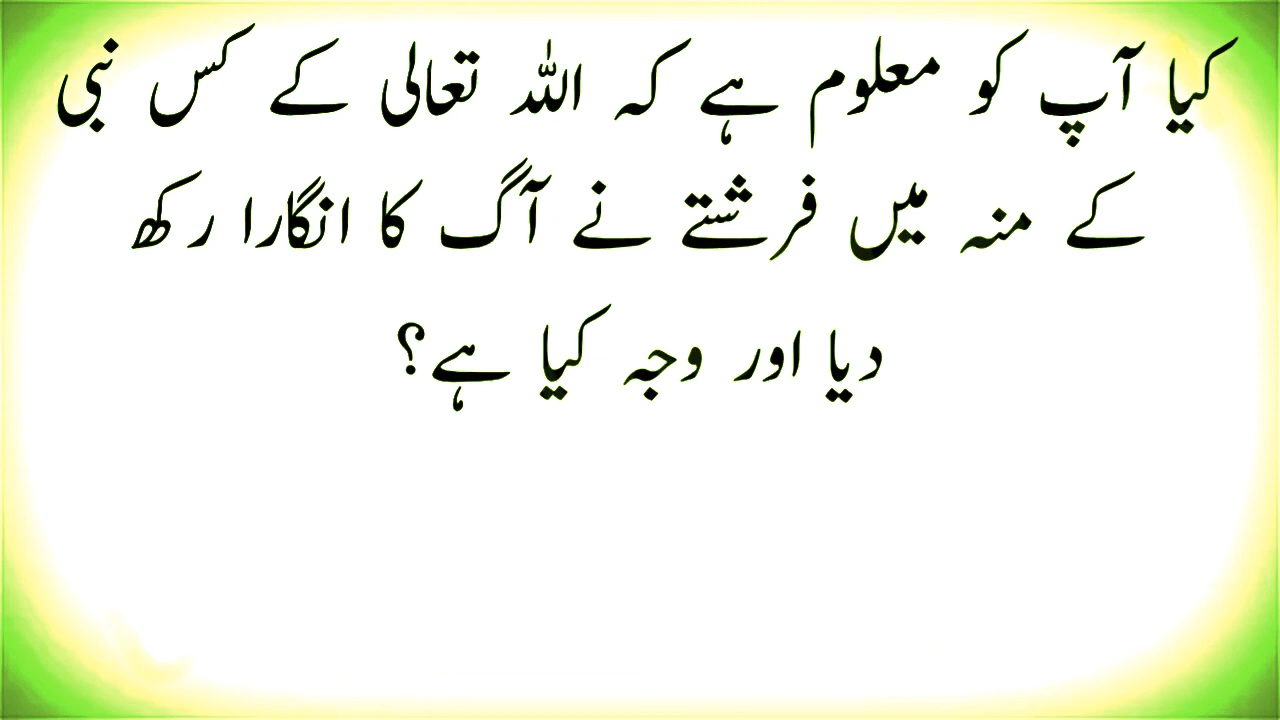 کیا آپ کو معلوم ہے کہ اللہ تعالی کے کس نبی
کے منہ میں فرشتے نے آگ کا انگارا رکھ
دیا اور وجہ کیا ہے؟